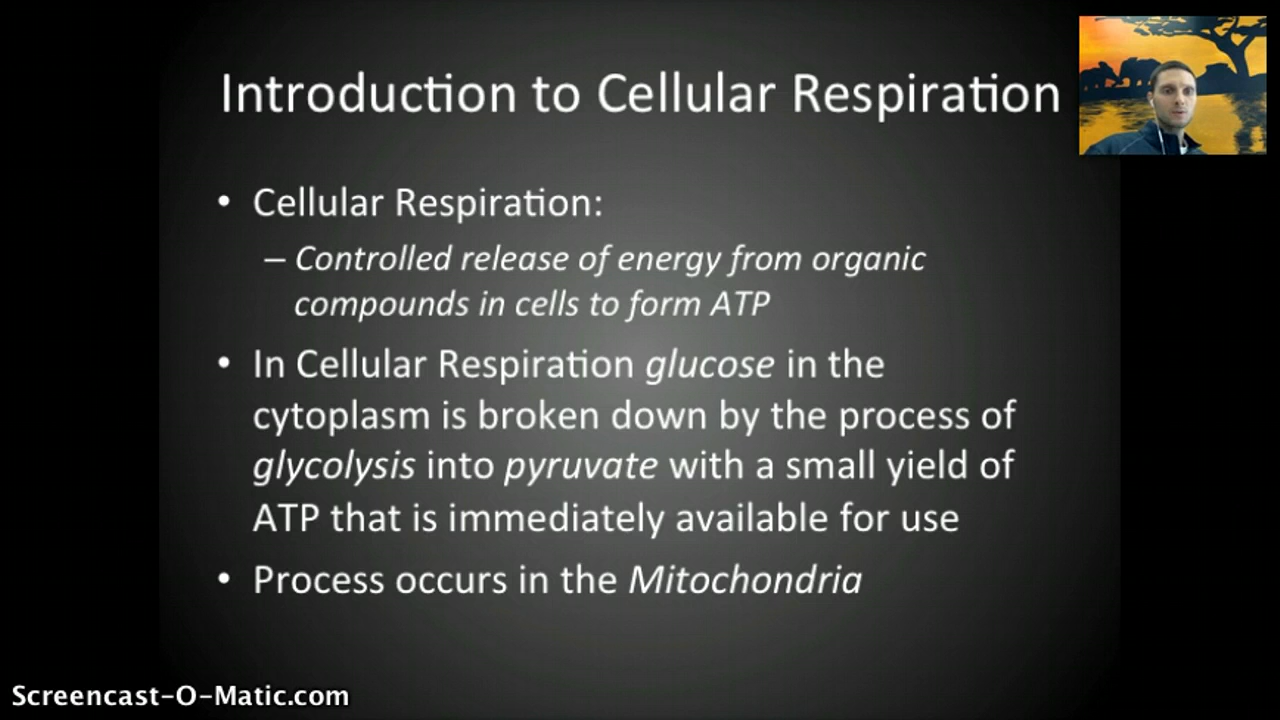 Introduction to Cellular Respiration
• Cellular Respiration:
– Controlled release of energy from organic
compounds in cells to form ATP
• In Cellular Respiration glucose in the
cytoplasm is broken down by the process of
glycolysis into pyruvate with a small yield of
ATP that is immediately available for use
• Process occurs in the Mitochondria
Screencast-O-Matic.com